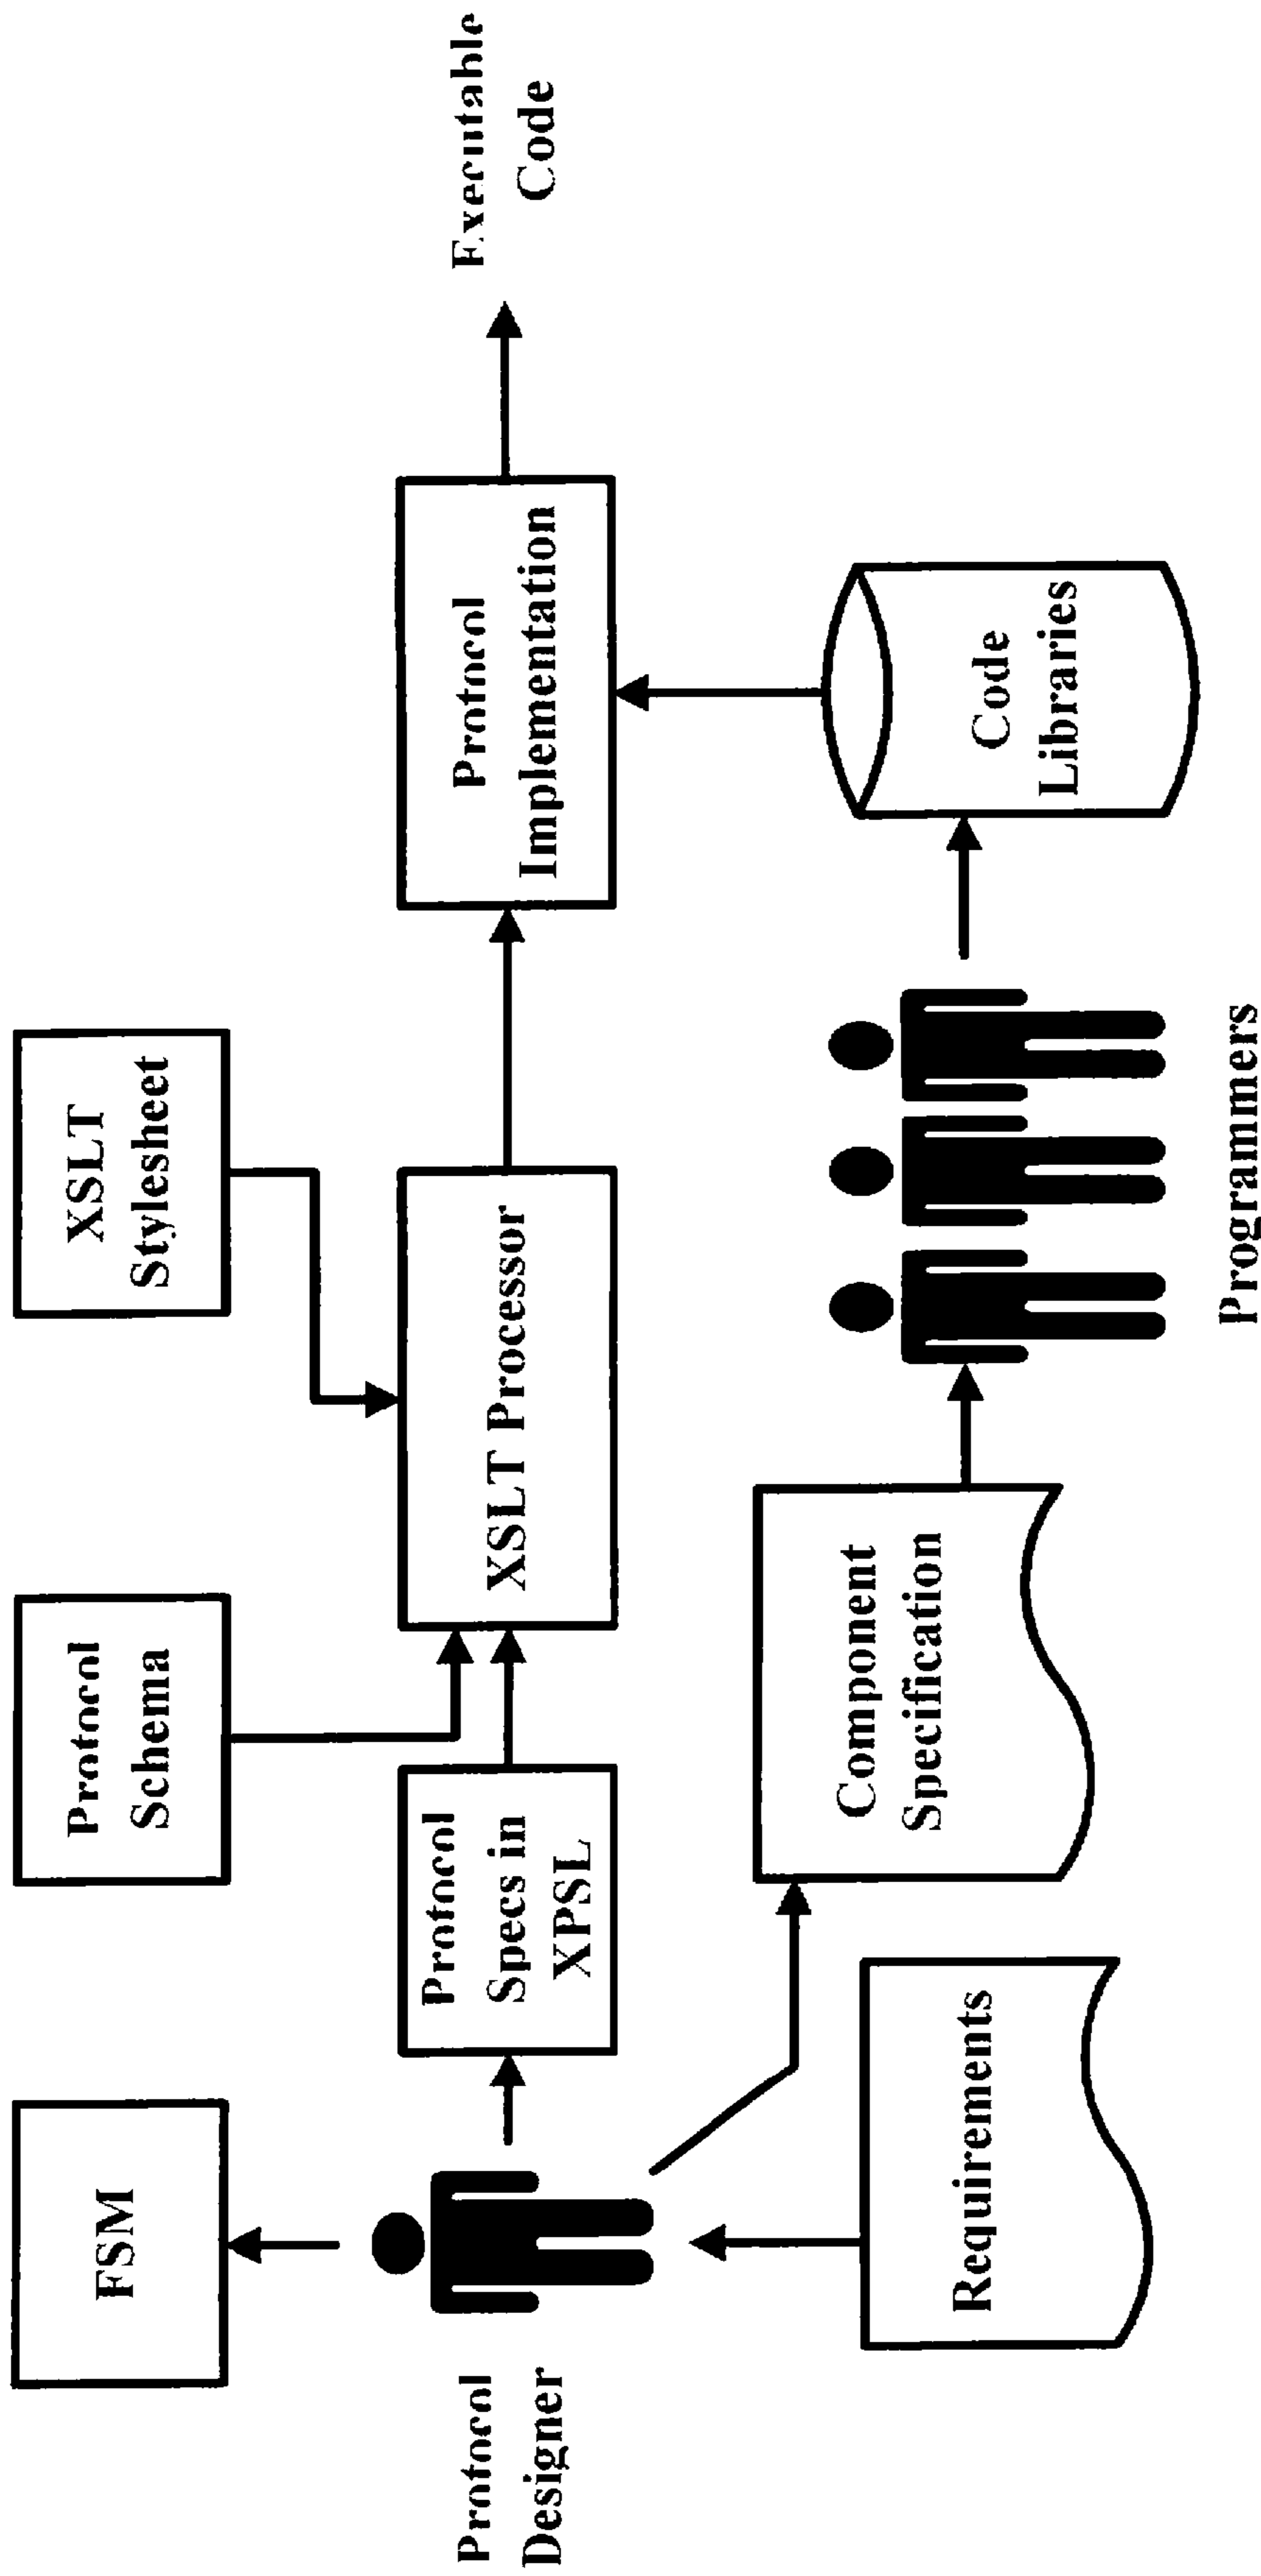 FSM
Protocol
Schema
XSLT
Stylesheet
Protocol
Designer
Protocol
Specs in
XPSL
XSLT Processor
Protocol
Implementation
Executable
Code
Requirements
Component
Specification
Programmers
Code
Libraries